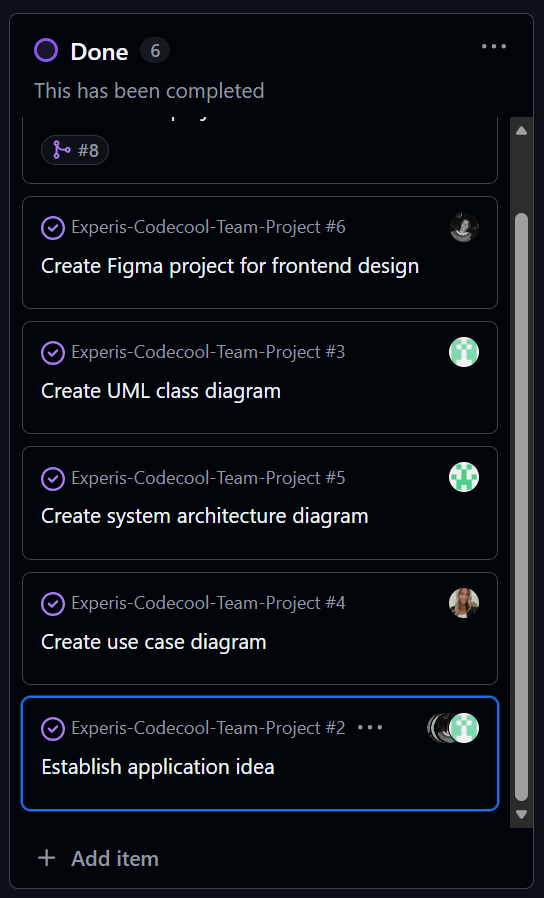 Done 6
This has been completed
#8
Experis-Codecool-Team-Project #6
Create Figma project for frontend design
Experis-Codecool-Team-Project #3
Create UML class diagram
Experis-Codecool-Team-Project #5
Create system architecture diagram
Experis-Codecool-Team-Project #4
Create use case diagram
Experis-Codecool-Team-Project #2
Establish application idea
Add item